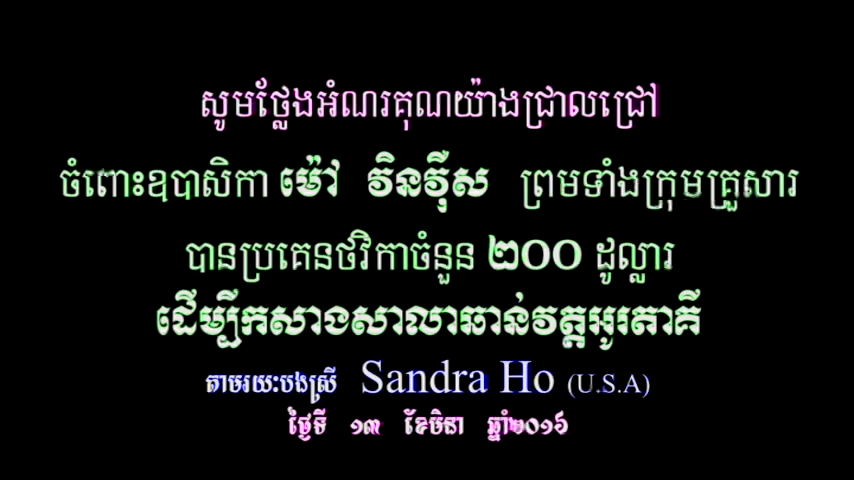 សូមថ្លែងអំណរគុណយ៉ាងជ្រាលជ្រៅ
ចំពោះឧបាសិកា ម៉ៅ វិនវ៉ឺស ព្រមទាំងក្រុមគ្រួសារ
បានប្រគេនថវិកាចំនួន ២០០ ដូល្លារ
ដើម្បីកសាងសាលាឆាន់វត្តអូរតាគី
តាមរយៈបងស្រី Sandra Ho (U.S.A)
ថ្ងៃទី ១៣ ខែមិនា ឆ្នាំ២០១៦